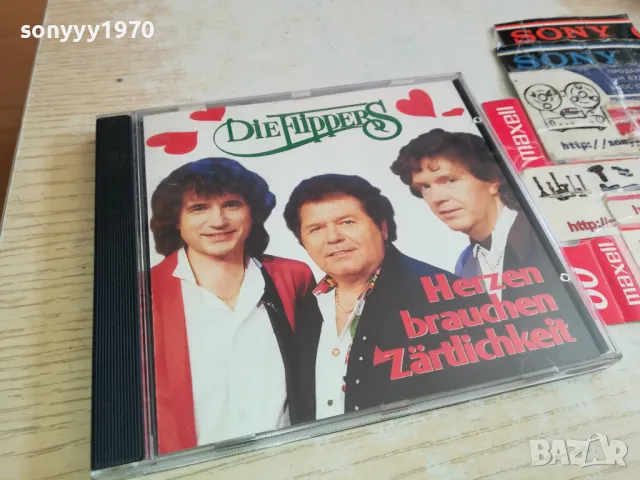 sonyyy1970
Die Flippers
Herzen
brauchen
Zärtlichkeit
SONY
SONY
maxell
http://
http:/
maxell
BAZAR